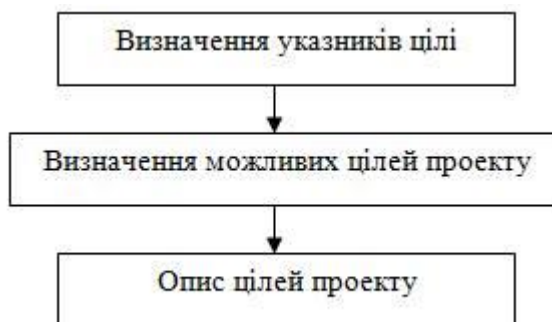 Визначення указників цілі
Визначення можливих цілей проекту
Опис цілей проекту